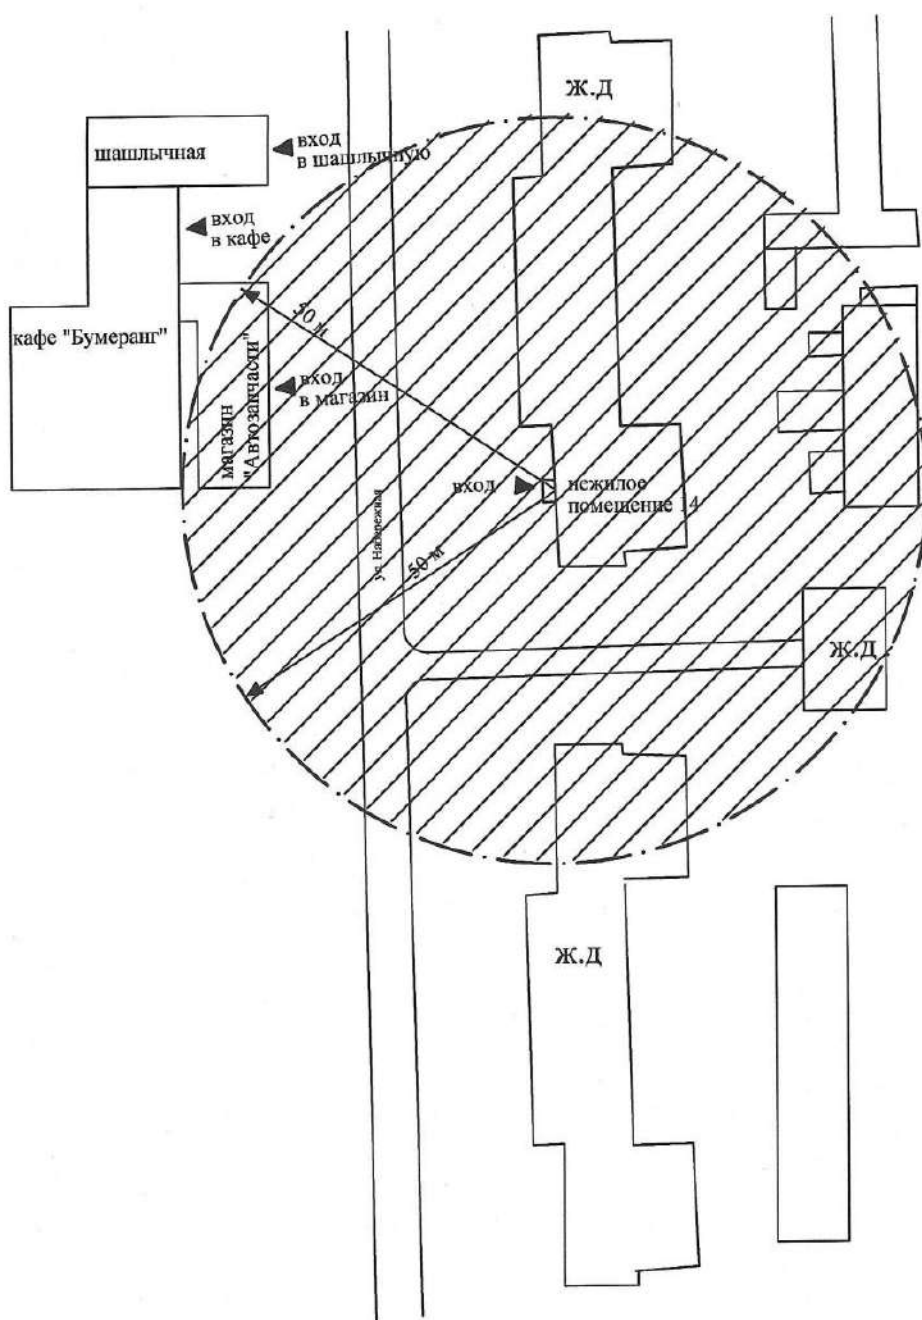 Ж.Д
шашлычная
вход
в шашлычную
вход
в кафе
50 м
кафе "Бумеранг"
вход
в магазин
магазин
"Автозапчасти"
вход
нежилое
помещение 14
ул. Набережная
50 м
Ж.Д
Ж.Д